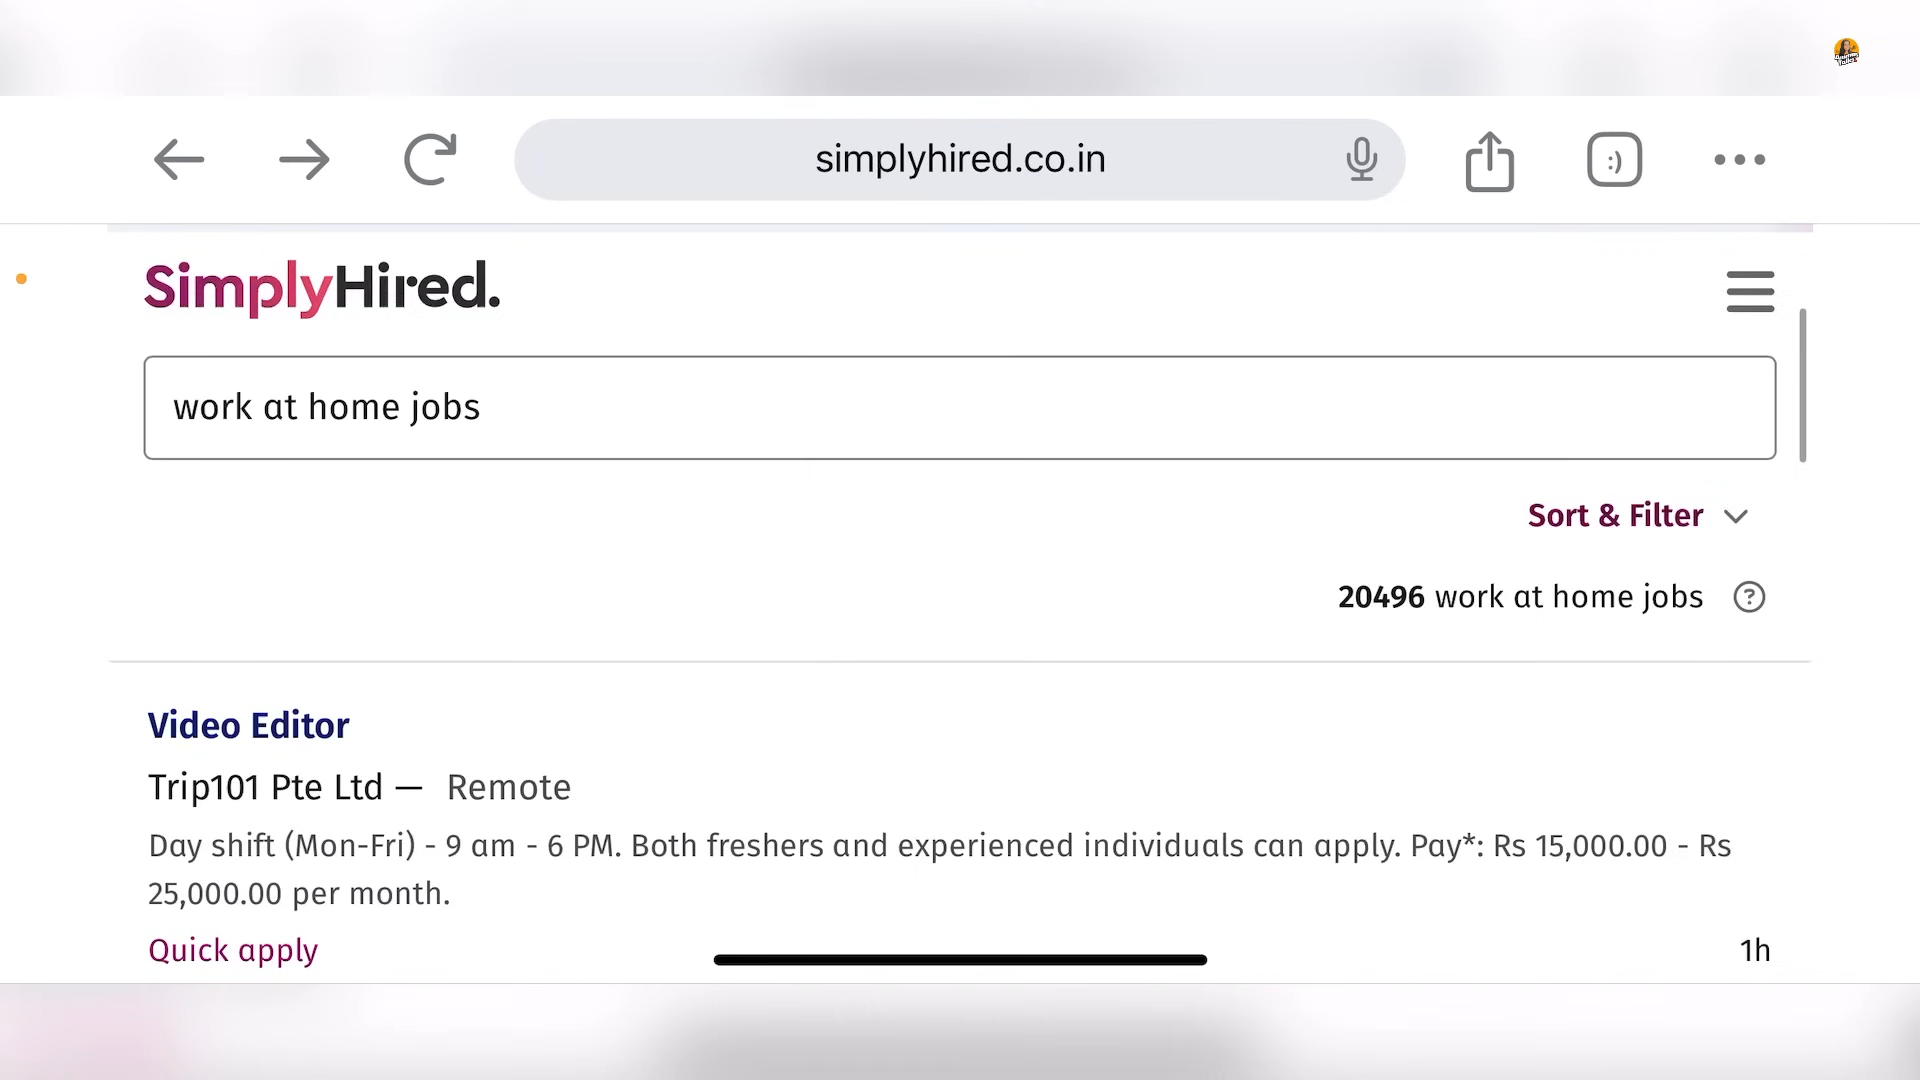 simplyhired.co.in
:)
SimplyHired.
work at home jobs
Sort & Filter
20496 work at home jobs ?
Video Editor
Trip101 Pte Ltd — Remote
Day shift (Mon-Fri) - 9 am - 6 PM. Both freshers and experienced individuals can apply. Pay*: Rs 15,000.00 - Rs
25,000.00 per month.
Quick apply
1h